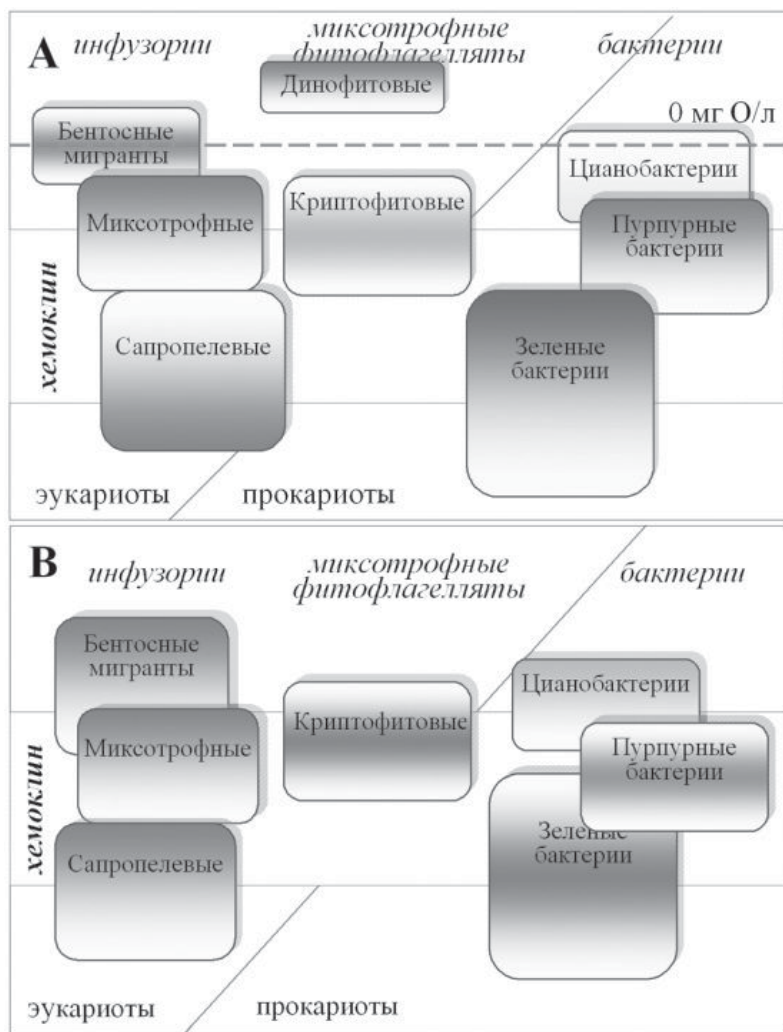 A
инфузории
миксотрофные
фитофлагелляты
бактерии
Динофитовые
0 мг О/л
Бентосные
мигранты
Цианобактерии
Миксотрофные
Криптофитовые
Пурпурные
бактерии
хемоклин
Сапропелевые
Зеленые
бактерии
эукариоты
прокариоты
B
инфузории
миксотрофные
фитофлагелляты
бактерии
Бентосные
мигранты
Цианобактерии
Криптофитовые
Миксотрофные
Пурпурные
бактерии
хемоклин
Сапропелевые
Зеленые
бактерии
эукариоты
прокариоты